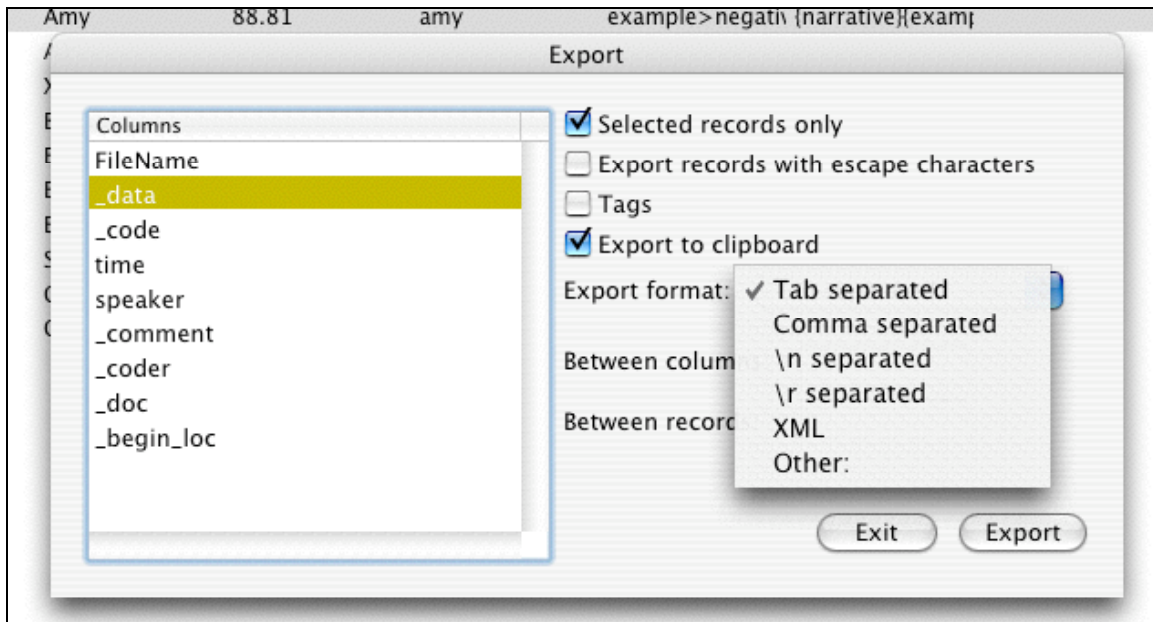 Amy 88.81 amy example>negati\ {narrative}{examp
Export
Columns
FileName
_data
_code
time
speaker
_comment
_coder
_doc
_begin_loc
Selected records only
Export records with escape characters
Tags
Export to clipboard
Export format: ✓ Tab separated
Comma separated
\n separated
\r separated
XML
Other:
Between colum
Between record
Exit Export